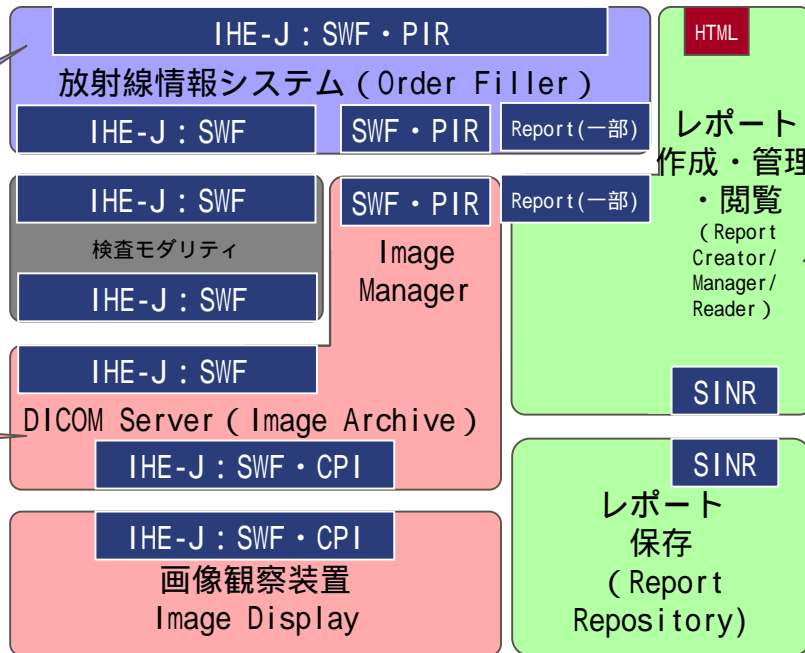 IHE-J：SWF・PIR
放射線情報システム（Order Filler）
IHE-J：SWF
SWF・PIR
Report(一部)
IHE-J：SWF
検査モダリティ
IHE-J：SWF
SWF・PIR
Image
Manager
Report(一部)
HTML
レポート
作成・管理
・閲覧
（Report
Creator/
Manager/
Reader）
SINR
IHE-J：SWF
DICOM Server（Image Archive）
IHE-J：SWF・CPI
IHE-J：SWF・CPI
画像観察装置
Image Display
SINR
レポート
保存
（Report
Repository)